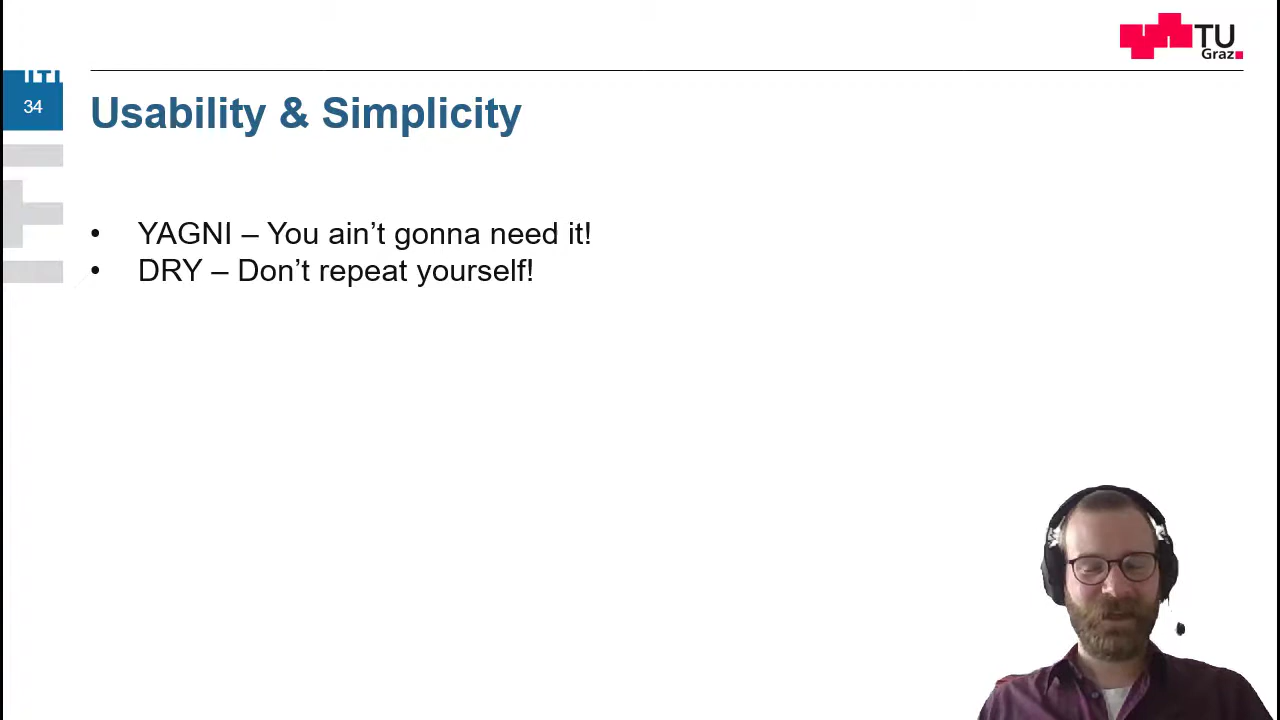 TU
Graz
34
Usability & Simplicity
• YAGNI – You ain’t gonna need it!
• DRY – Don’t repeat yourself!